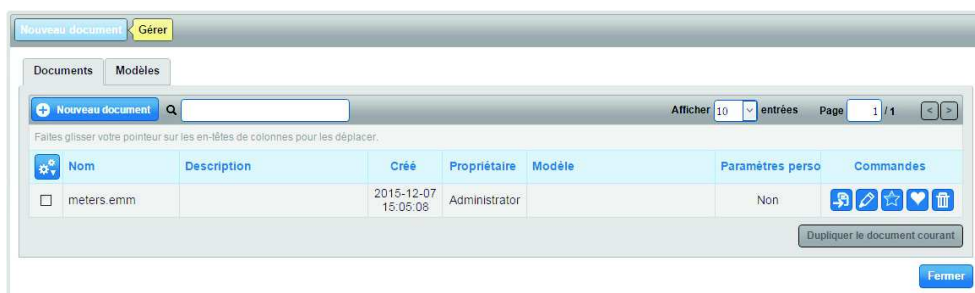 Nouveau document Gérer
Documents Modèles
Nouveau document Afficher 10 entrées Page 1 / 1 < >
Faites glisser votre pointeur sur les en-têtes de colonnes pour les déplacer.
Nom Description Créé Propriétaire Modèle Paramètres perso Commandes
meters.emm 2015-12-07 15:05:08 Administrator Non
Dupliquer le document courant
Fermer